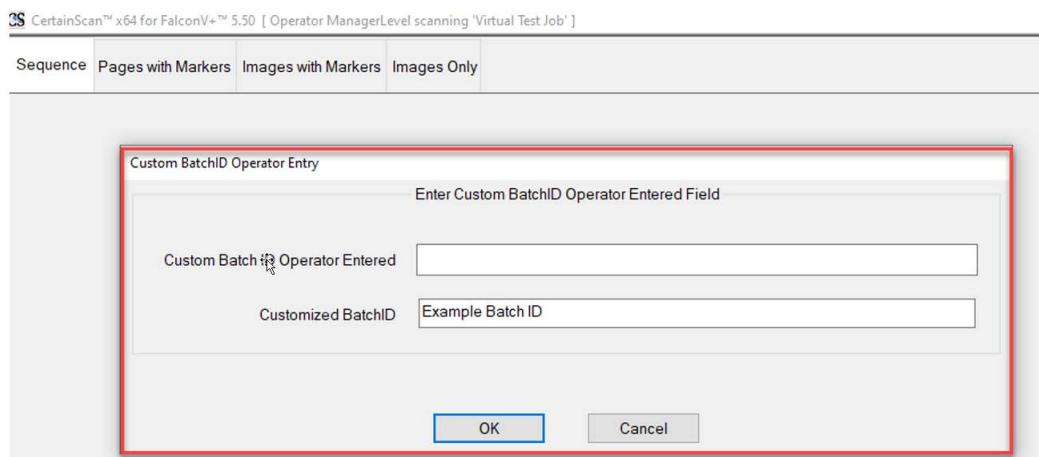 CS CertainScan™ x64 for FalconV+™ 5.50 [ Operator ManagerLevel scanning 'Virtual Test Job' ]
Sequence Pages with Markers Images with Markers Images Only
Custom BatchID Operator Entry
Enter Custom BatchID Operator Entered Field
Custom Batch Operator Entered
Customized BatchID Example Batch ID
OK Cancel